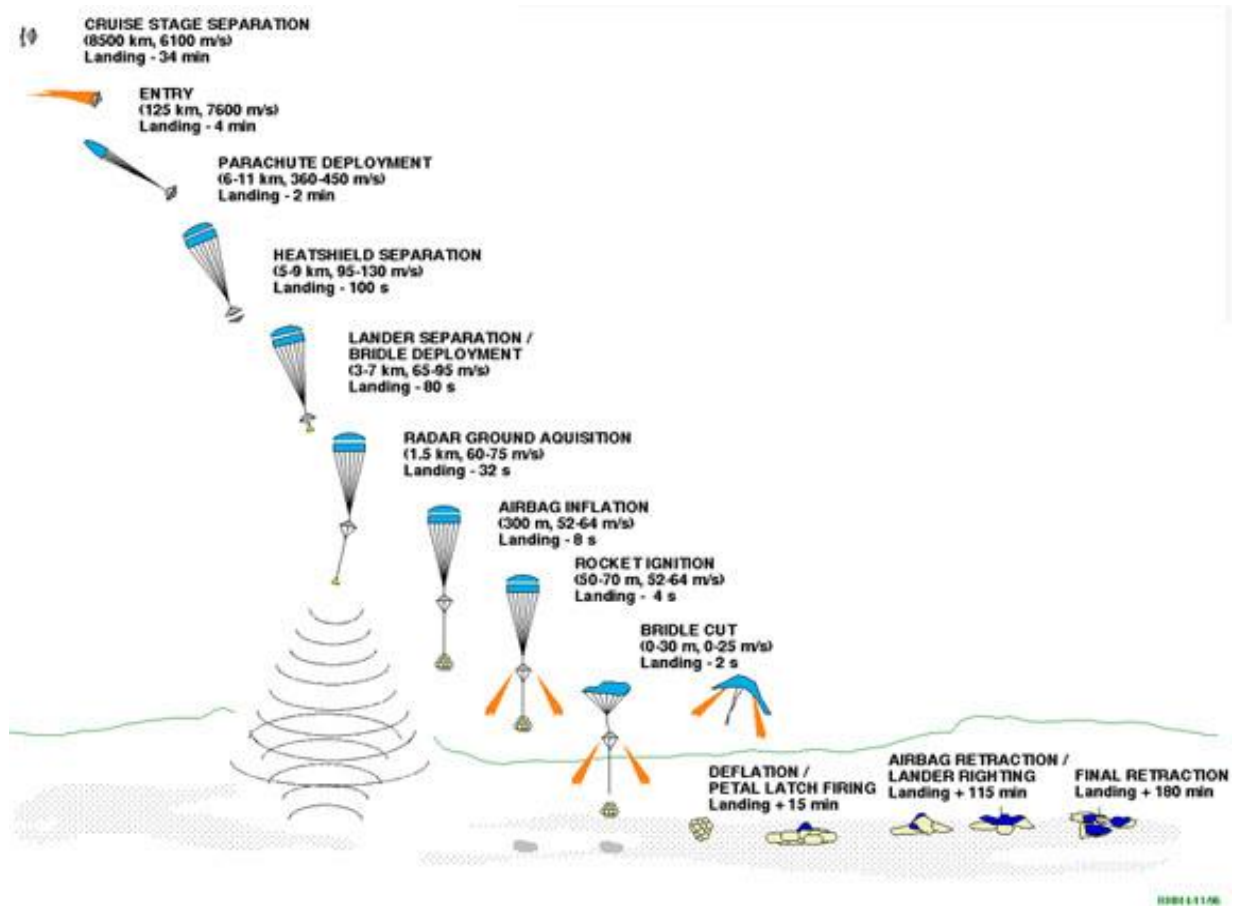 CRUISE STAGE SEPARATION
(8500 km, 6100 m/s)
Landing - 34 min
ENTRY
(125 km, 7600 m/s)
Landing - 4 min
PARACHUTE DEPLOYMENT
(6-11 km, 360-450 m/s)
Landing - 2 min
HEATSHIELD SEPARATION
(5-9 km, 95-130 m/s)
Landing - 100 s
LANDER SEPARATION /
BRIDLE DEPLOYMENT
(3-7 km, 65-95 m/s)
Landing - 80 s
RADAR GROUND AQUISITION
(1.5 km, 60-75 m/s)
Landing - 32 s
AIRBAG INFLATION
(300 m, 52-64 m/s)
Landing - 8 s
ROCKET IGNITION
(50-70 m, 52-64 m/s)
Landing - 4 s
BRIDLE CUT
(0-30 m, 0-25 m/s)
Landing - 2 s
DEFLATION /
PETAL LATCH FIRING
Landing + 15 min
AIRBAG RETRACTION /
LANDER RIGHTING
Landing + 115 min
FINAL RETRACTION
Landing + 180 min